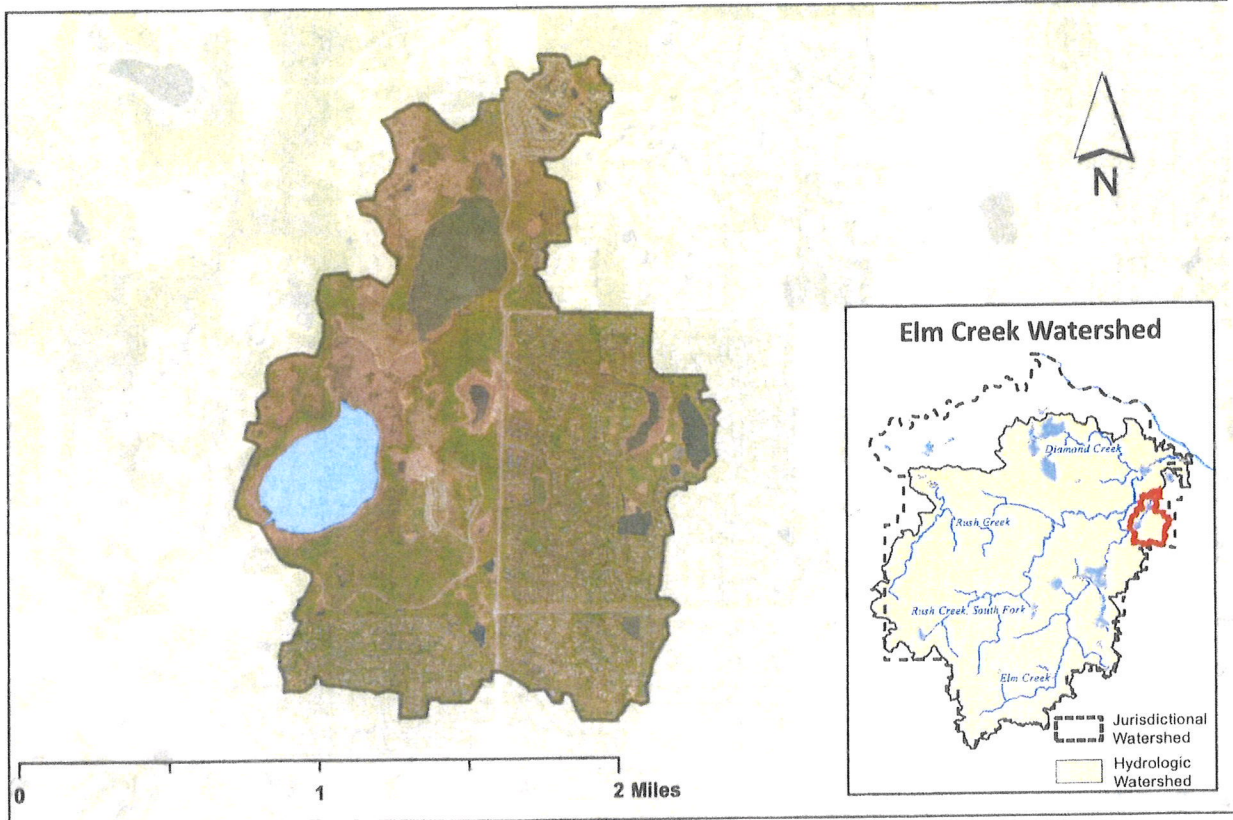 N
Elm Creek Watershed
Diamond Creek
Rush Creek
Rush Creek, South Fork
Elm Creek
Jurisdictional
Watershed
Hydrologic
Watershed
0
1
2 Miles